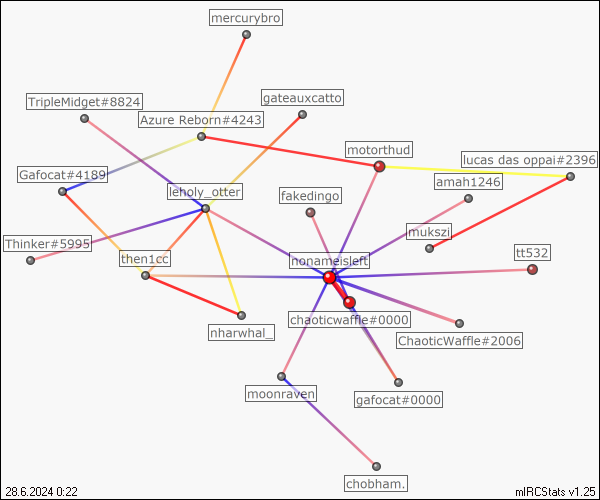 mercurybro
TripleMidget#8824
gateauxcatto
Azure Reborn#4243
motorthud
lucas das oppai#2396
Gafocat#4189
amah1246
leholy_otter
fakedingo
mukszi
Thinker#5995
then1cc
nonameisleft
tt532
chaoticwaffle#0000
nharwhal_
ChaoticWaffle#2006
moonraven
gafocat#0000
chobham.
28.6.2024 0:22
mIRCStats v1.25